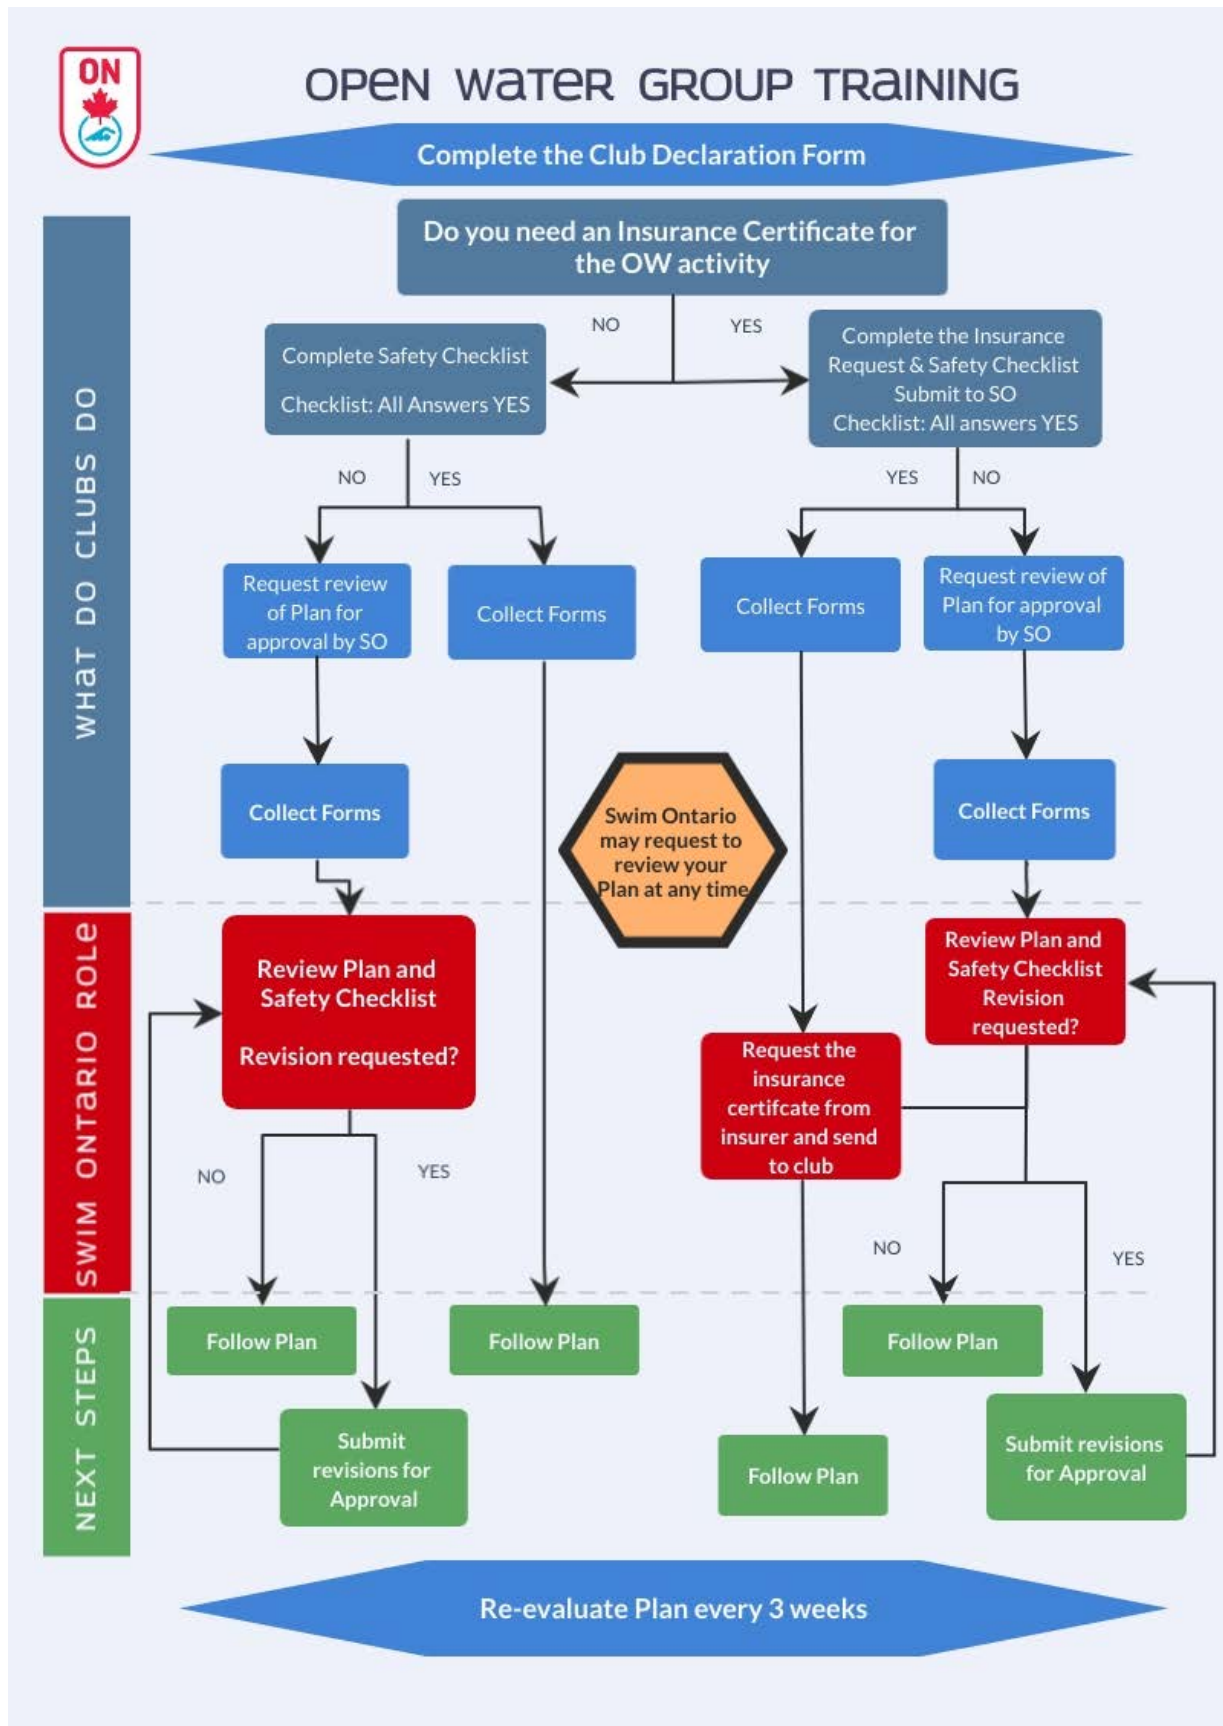 ON
OPEN WATER GROUP TRAINING
Complete the Club Declaration Form
WHAT DO CLUBS DO
Do you need an Insurance Certificate for
the OW activity
NO
YES
Complete Safety Checklist
Checklist: All Answers YES
Complete the Insurance
Request & Safety Checklist
Submit to SO
Checklist: All answers YES
NO
YES
YES
NO
Request review
of Plan for
approval by SO
Collect Forms
Collect Forms
Request review of
Plan for approval
by SO
Collect Forms
Swim Ontario
may request to
review your
Plan at any time
Collect Forms
SWIM ONTARIO ROLE
Review Plan and
Safety Checklist
Revision requested?
Request the
insurance
certifcate from
insurer and send
to club
Review Plan and
Safety Checklist
Revision
requested?
NO
YES
NO
YES
NEXT STEPS
Follow Plan
Follow Plan
Follow Plan
Submit
revisions for
Approval
Follow Plan
Submit revisions
for Approval
Re-evaluate Plan every 3 weeks